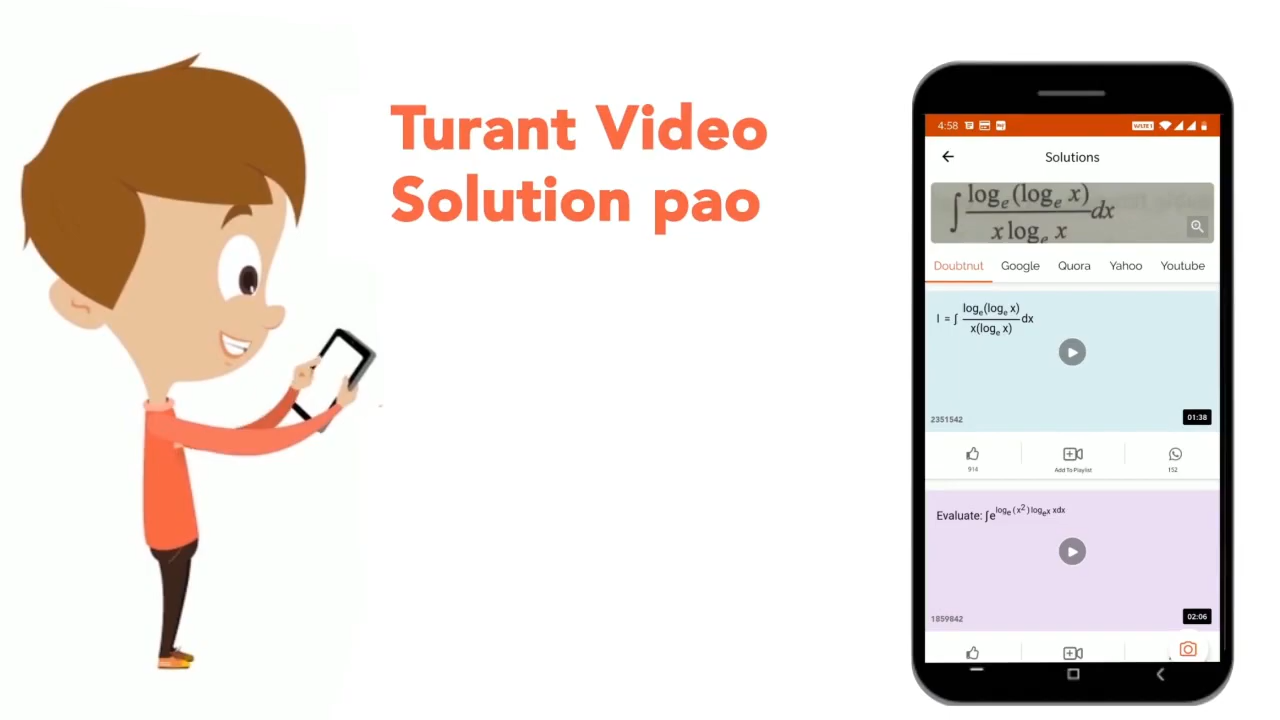 Turant Video
Solution pao
4:58
Solutions
∫ logₑ(logₑ x) / x logₑ x dx
Doubtnut Google Quora Yahoo Youtube
I = ∫ logₑ(logₑ x) / x(logₑ x) dx
2351542 01:38
914 Add To Playlist 152
Evaluate: ∫e^logₑ(x²)logₑx xdx
1859842 02:06